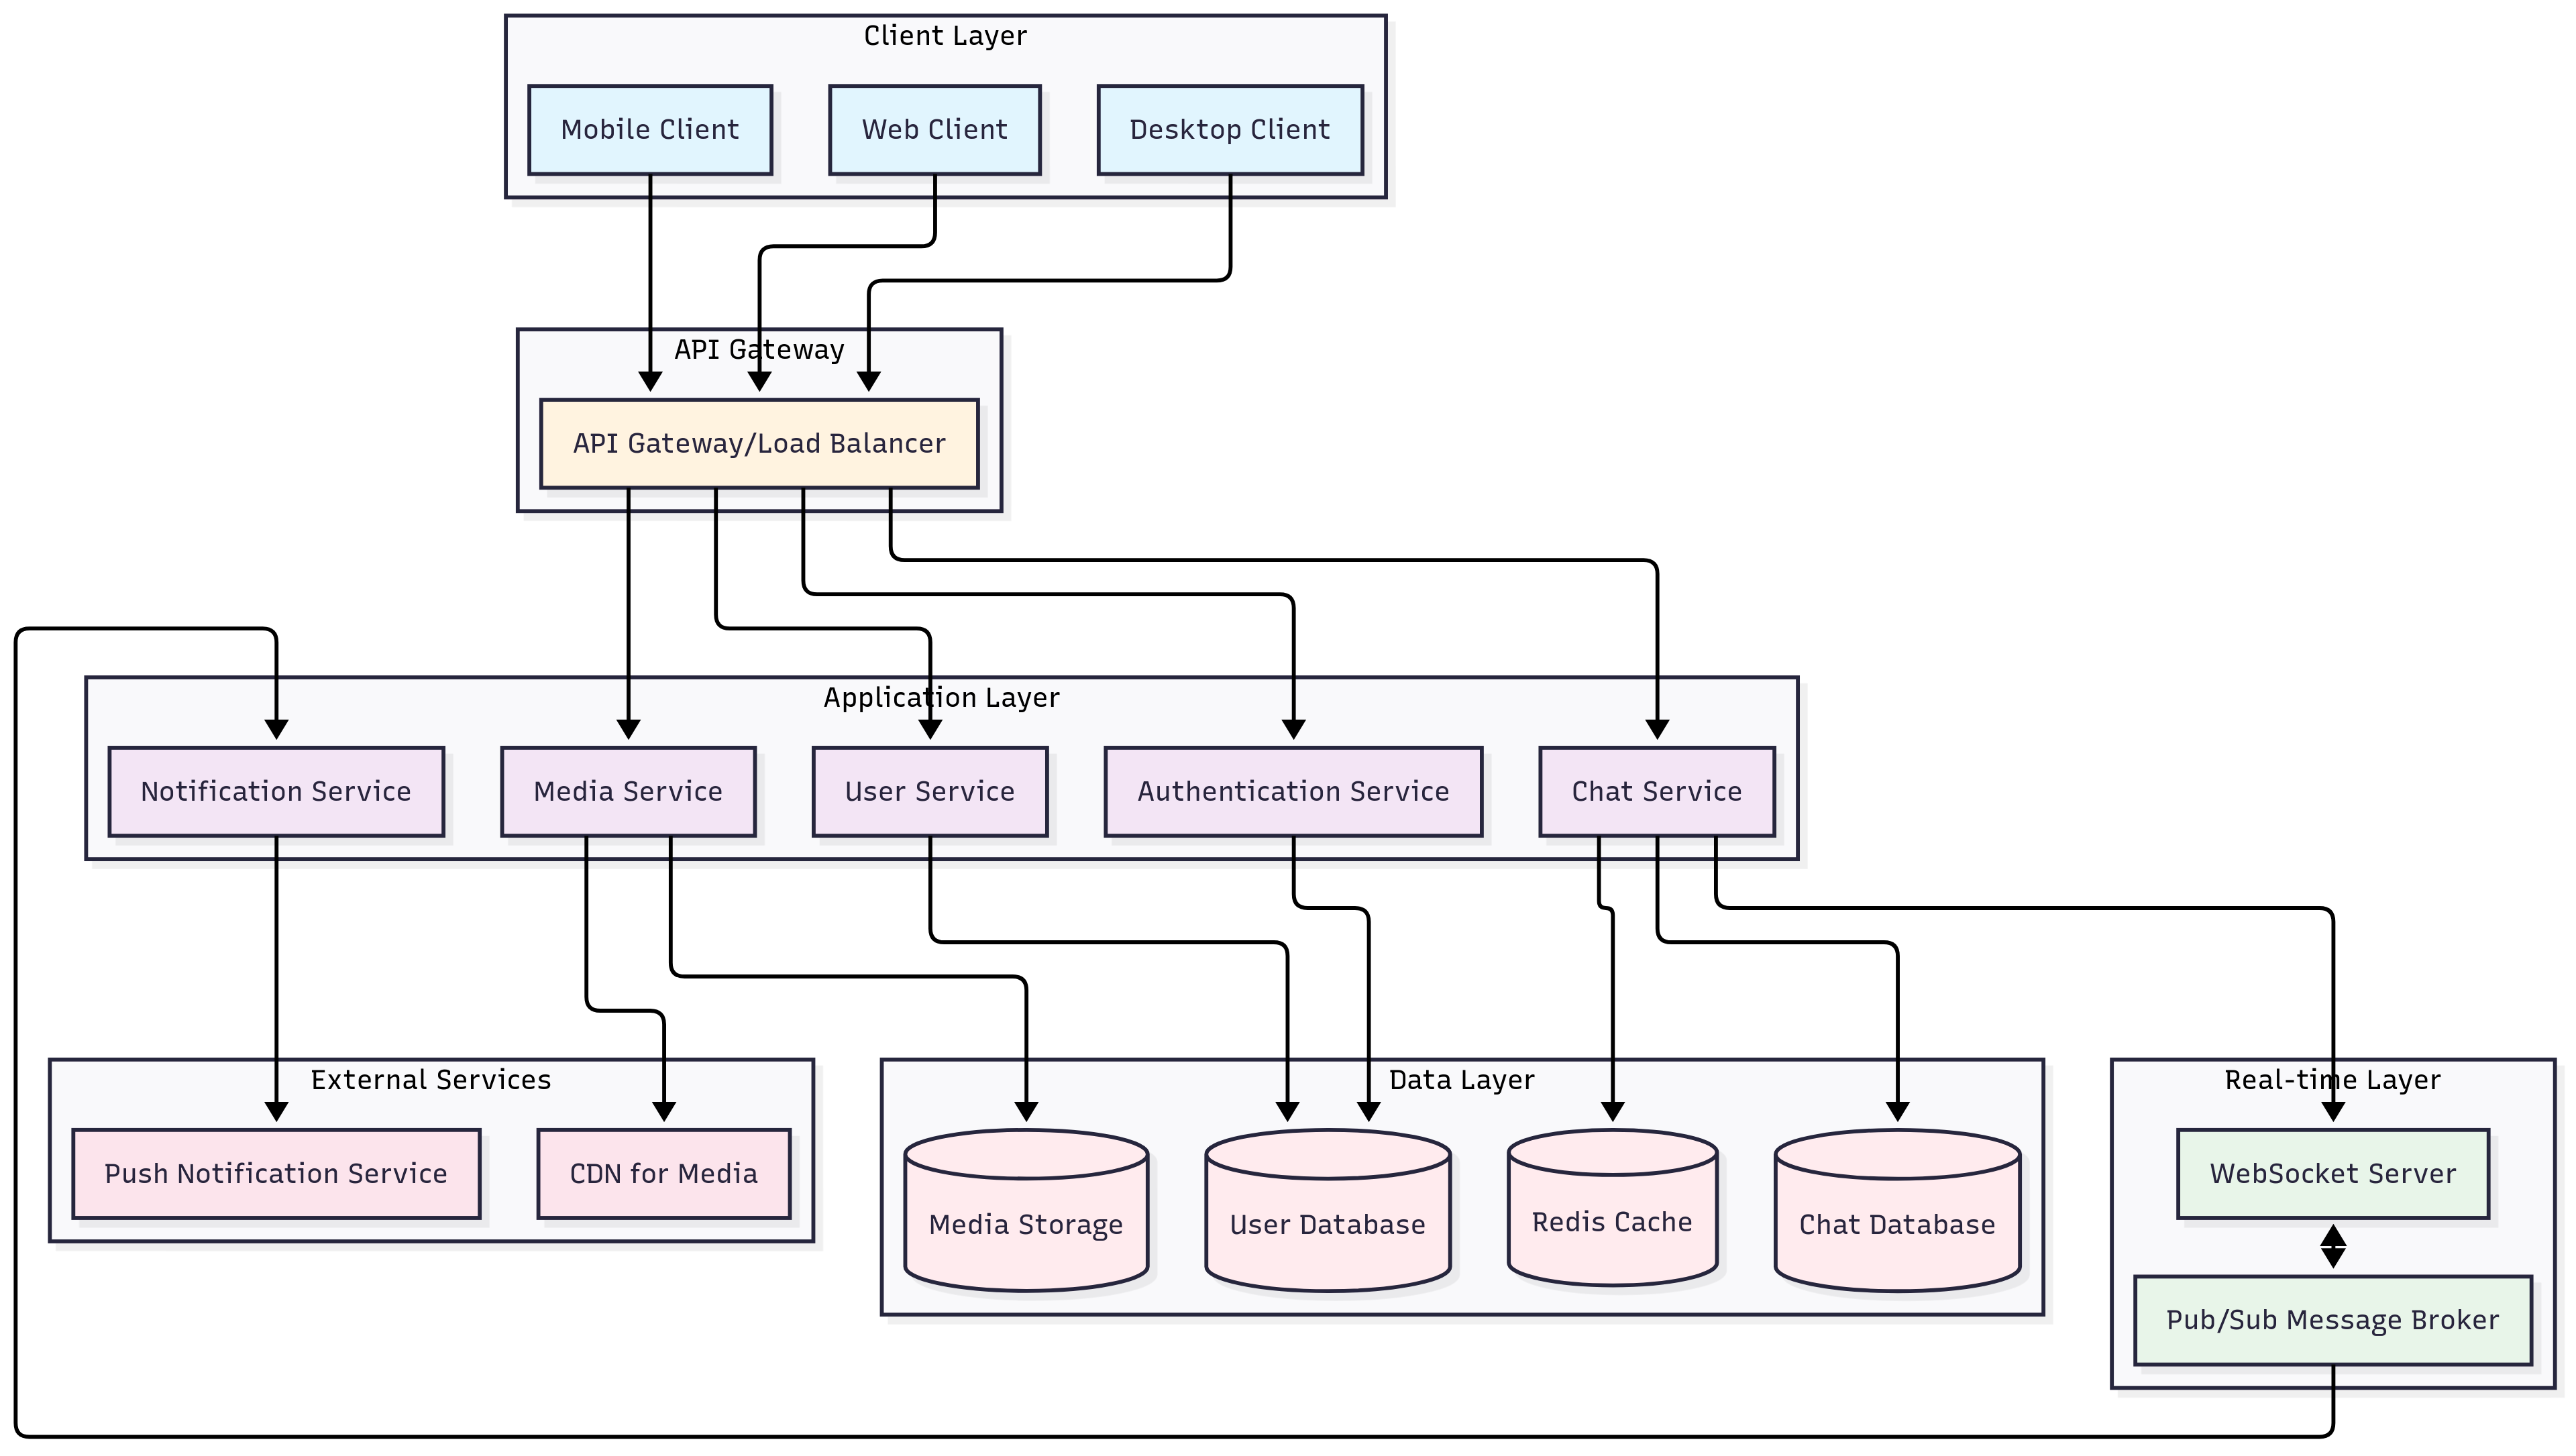 Client Layer
Mobile Client
Web Client
Desktop Client
API Gateway
API Gateway/Load Balancer
Application Layer
Notification Service
Media Service
User Service
Authentication Service
Chat Service
External Services
Push Notification Service
CDN for Media
Data Layer
Media Storage
User Database
Redis Cache
Chat Database
Real-time Layer
WebSocket Server
Pub/Sub Message Broker